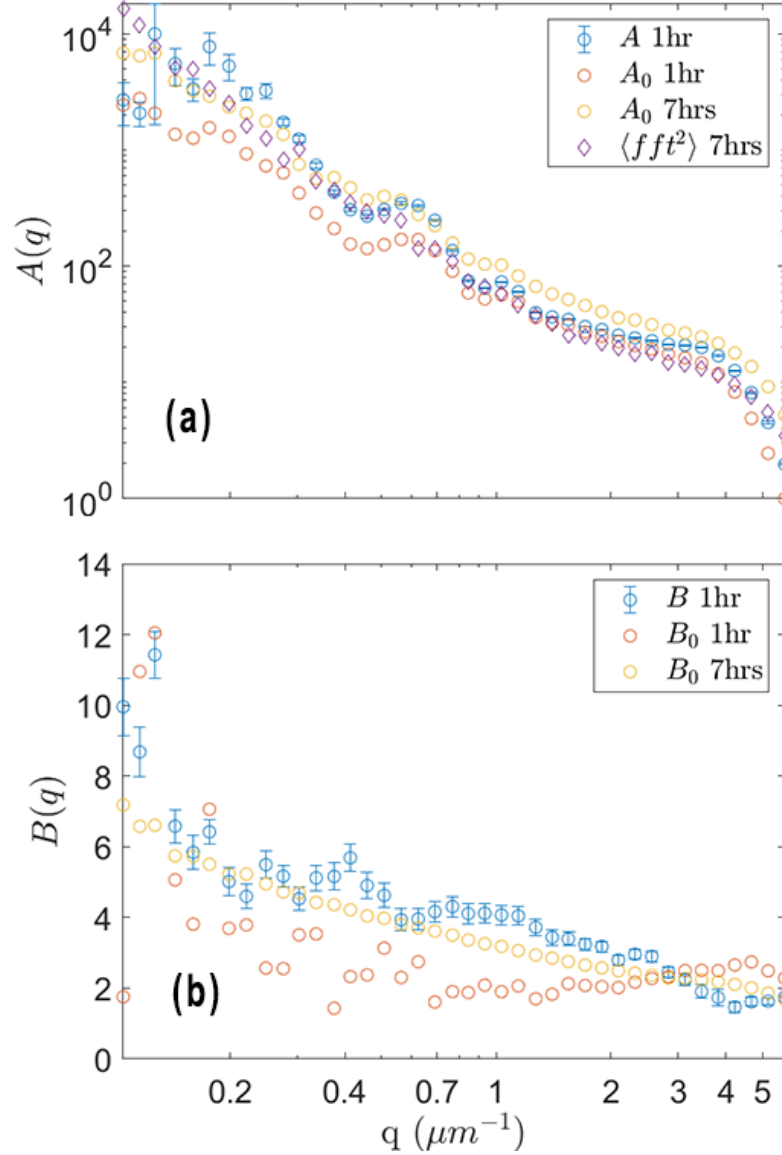 10^4
10^2
10^0
A(q)
A 1hr
A_0 1hr
A_0 7hrs
⟨fft^2⟩ 7hrs
(a)
14
12
10
8
6
4
2
0
B(q)
B 1hr
B_0 1hr
B_0 7hrs
(b)
0.2 0.4 0.7 1 2 3 4 5
q (μm^{-1})